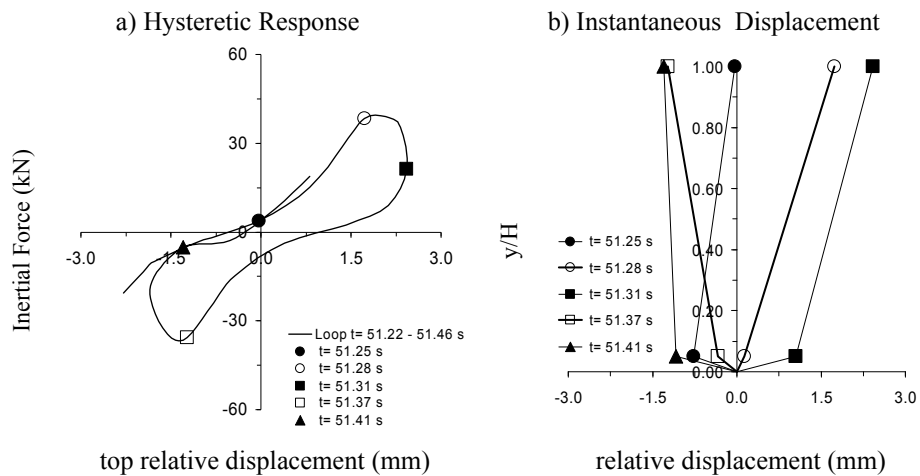 a) Hysteretic Response
60
30
0
-30
-60
-3.0
-1.5
0.0
1.5
3.0
Inertial Force (kN)
Loop t= 51.22 - 51.46 s
t= 51.25 s
t= 51.28 s
t= 51.31 s
t= 51.37 s
t= 51.41 s
top relative displacement (mm)
b) Instantaneous Displacement
1.00
0.80
0.60
0.40
0.20
0.00
y/H
t= 51.25 s
t= 51.28 s
t= 51.31 s
t= 51.37 s
t= 51.41 s
-3.0
-1.5
0.0
1.5
3.0
relative displacement (mm)